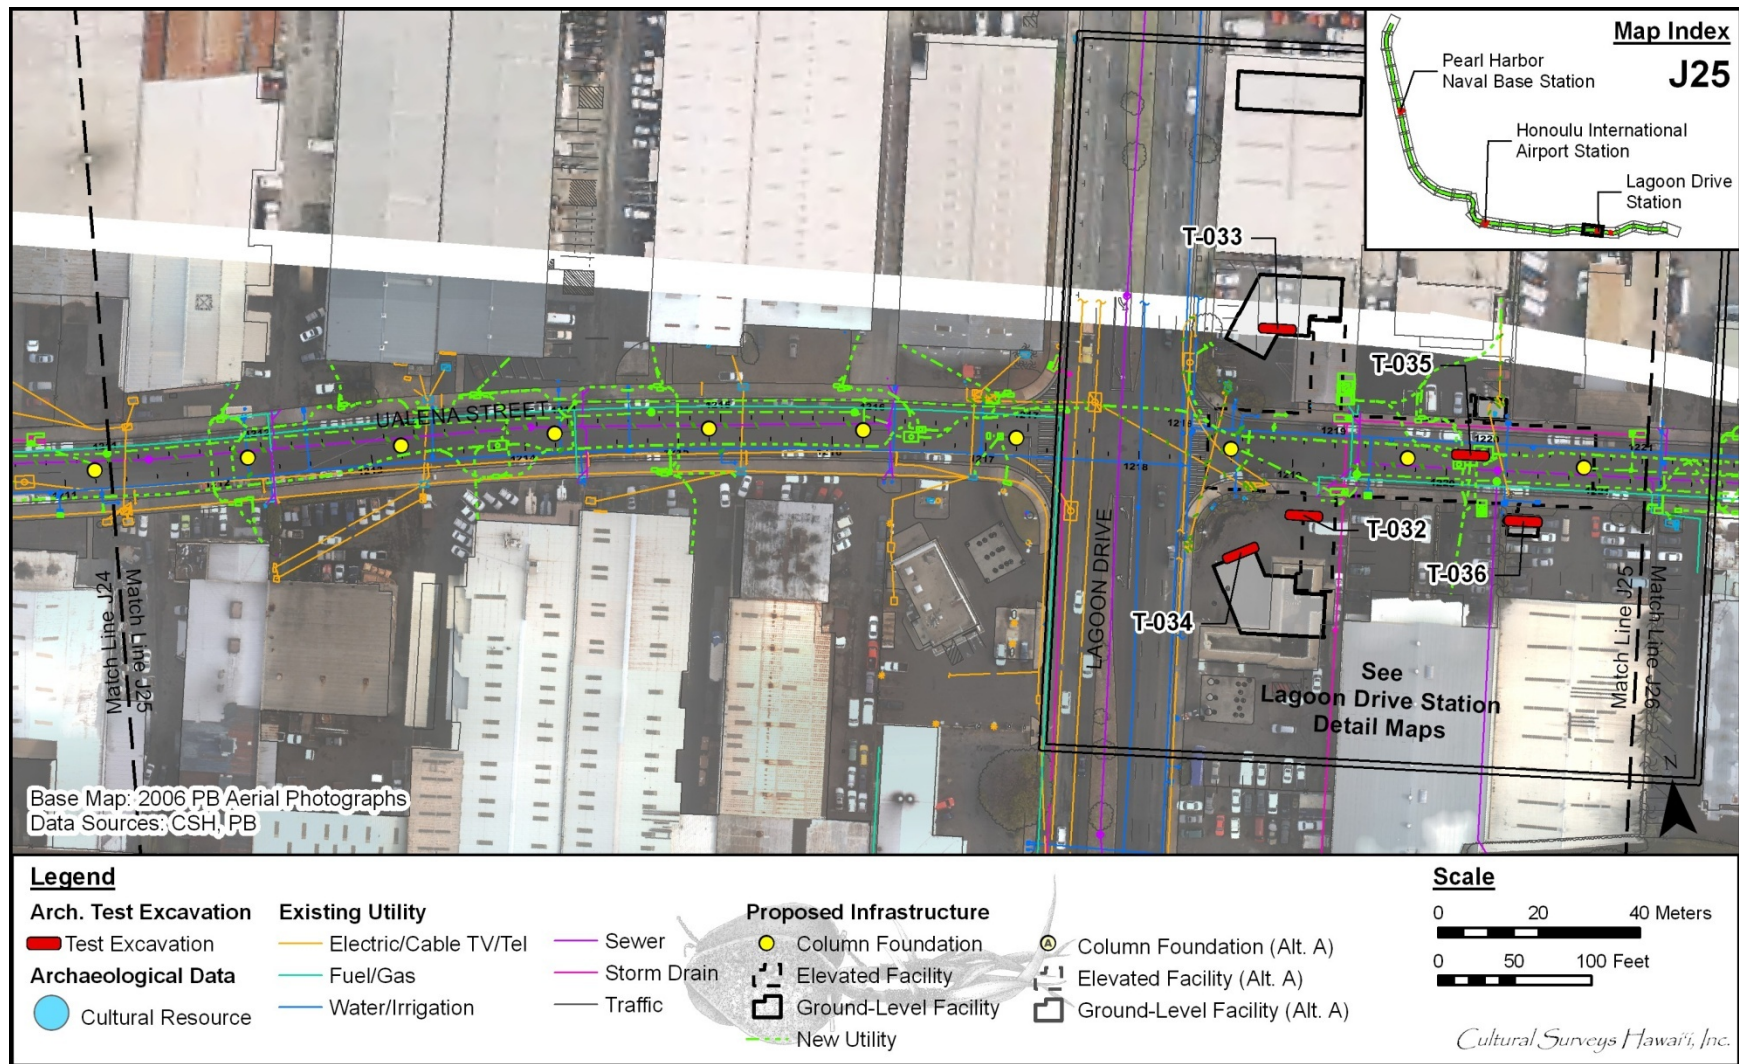 Map Index
J25
Pearl Harbor
Naval Base Station
Honoulu International
Airport Station
Lagoon Drive
Station
T-033
T-035
UALENA STREET
1211
1217
1218
1219
1221
T-032
T-036
T-034
LAGOON DRIVE
Match Line J24
Match Line J25
Match Line J25
Match Line J26
See
Lagoon Drive Station
Detail Maps
N
Base Map: 2006 PB Aerial Photographs
Data Sources: CSH, PB
Legend
Arch. Test Excavation
Test Excavation
Archaeological Data
Cultural Resource
Existing Utility
Electric/Cable TV/Tel
Fuel/Gas
Water/Irrigation
Sewer
Storm Drain
Traffic
Proposed Infrastructure
Column Foundation
Elevated Facility
Ground-Level Facility
New Utility
A
Column Foundation (Alt. A)
Elevated Facility (Alt. A)
Ground-Level Facility (Alt. A)
Scale
0 20 40 Meters
0 50 100 Feet
Cultural Surveys Hawai'i, Inc.